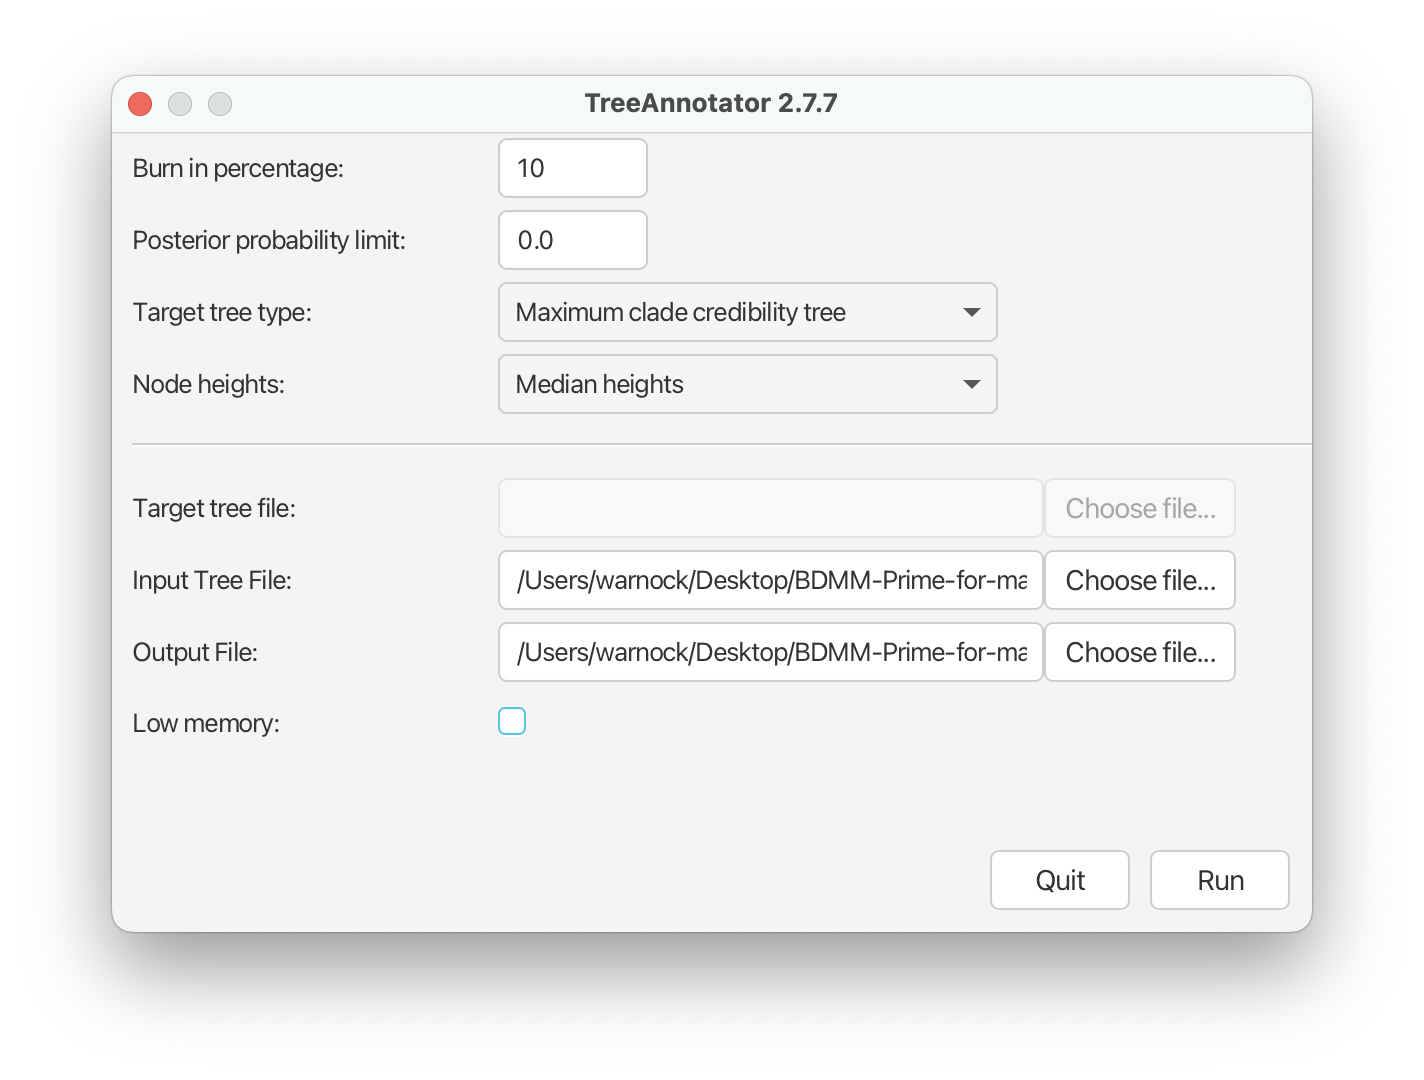 TreeAnnotator 2.7.7
Burn in percentage: 10
Posterior probability limit: 0.0
Target tree type: Maximum clade credibility tree
Node heights: Median heights
Target tree file: Choose file...
Input Tree File: /Users/warnock/Desktop/BDMM-Prime-for-ma Choose file...
Output File: /Users/warnock/Desktop/BDMM-Prime-for-ma Choose file...
Low memory:
Quit Run